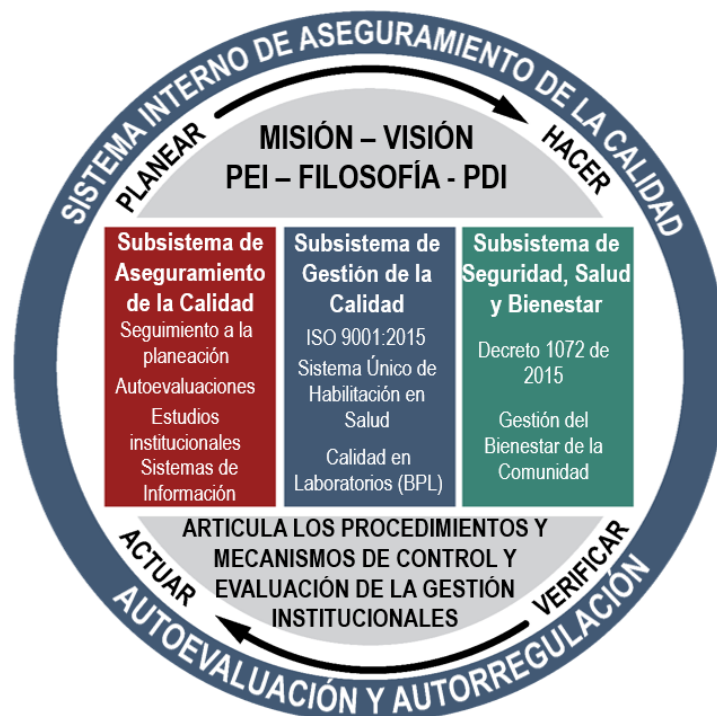 SISTEMA INTERNO DE ASEGURAMIENTO DE LA CALIDAD
PLANEAR
HACER
MISIÓN – VISIÓN
PEI – FILOSOFÍA - PDI
Subsistema de
Aseguramiento
de la Calidad
Seguimiento a la
planeación
Autoevaluaciones
Estudios
institucionales
Sistemas de
Información
Subsistema de
Gestión de la
Calidad
ISO 9001:2015
Sistema Único de
Habilitación en
Salud
Calidad en
Laboratorios (BPL)
Subsistema de
Seguridad, Salud
y Bienestar
Decreto 1072 de
2015
Gestión del
Bienestar de la
Comunidad
ARTICULA LOS PROCEDIMIENTOS Y
MECANISMOS DE CONTROL Y
EVALUACIÓN DE LA GESTIÓN
INSTITUCIONALES
ACTUAR
VERIFICAR
AUTOEVALUACIÓN Y AUTORREGULACIÓN